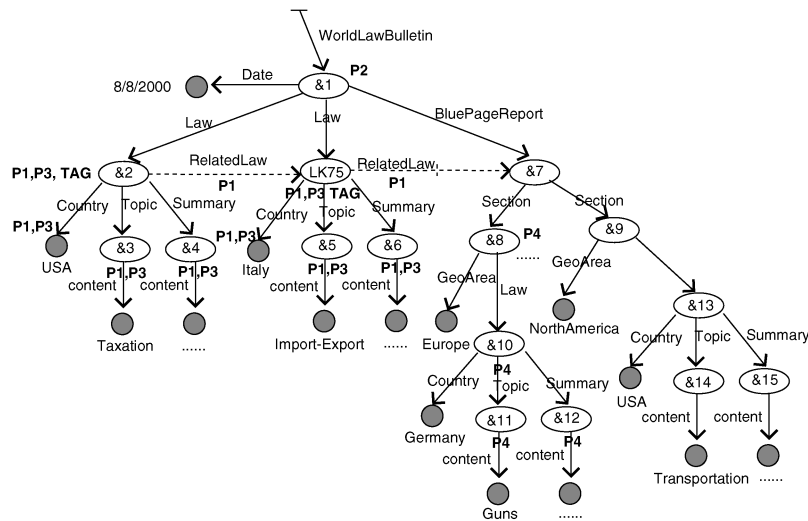 WorldLawBulletin
P2
Date
8/8/2000
&1
BluePageReport
Law
Law
RelatedLaw
RelatedLaw
P1,P3, TAG
&2
LK75
&7
P1
P1
P1,P3 TAG
Country
Topic
Summary
Country
Topic
Summary
Section
Section
P1,P3
P1,P3
&3
&4
&5
&6
&8
P4
&9
USA
Italy
......
P1,P3
P1,P3
P1,P3
P1,P3
GeoArea
GeoArea
content
content
content
content
Law
&13
Taxation
......
Import-Export
......
Europe
NorthAmerica
&10
Country
Topic
Summary
P4
Country
Topic
Summary
USA
&14
&15
Germany
&11
&12
content
content
P4
P4
content
content
Transportation
......
Guns
......